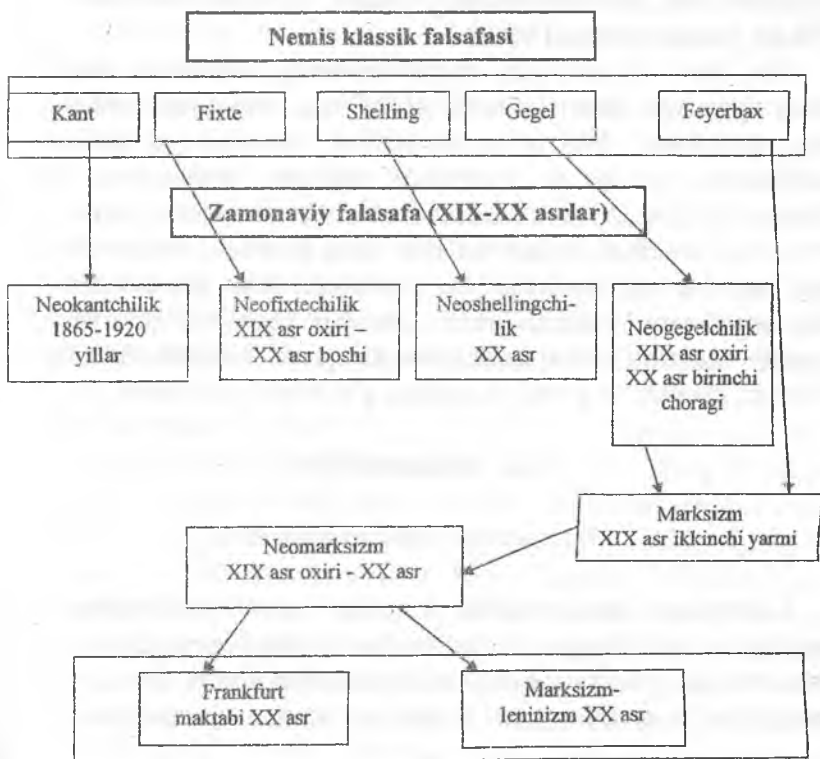 Nemis klassik falsafasi
Kant
Fixte
Shelling
Gegel
Feyerbax
Zamonaviy falasafa (XIX-XX asrlar)
Neokantchilik
1865-1920
yillar
Neofixtechilik
XIX asr oxiri –
XX asr boshi
Neoshellingchi-
lik
XX asr
Neogegelchilik
XIX asr oxiri
XX asr birinchi
choragi
Marksizm
XIX asr ikkinchi yarmi
Neomarksizm
XIX asr oxiri - XX asr
Frankfurt
maktabi XX asr
Marksizm-
leninizm XX asr